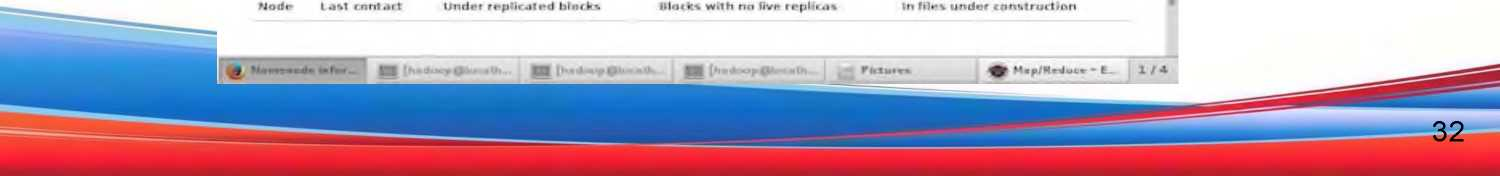 Node Last contact Under replicated blocks Blocks with no live replicas In files under construction
Namenode infor... [hadoop@localh... [hadoop@localh... [hadoop@localh... Pictures Map/Reduce - E... 1 / 4
32